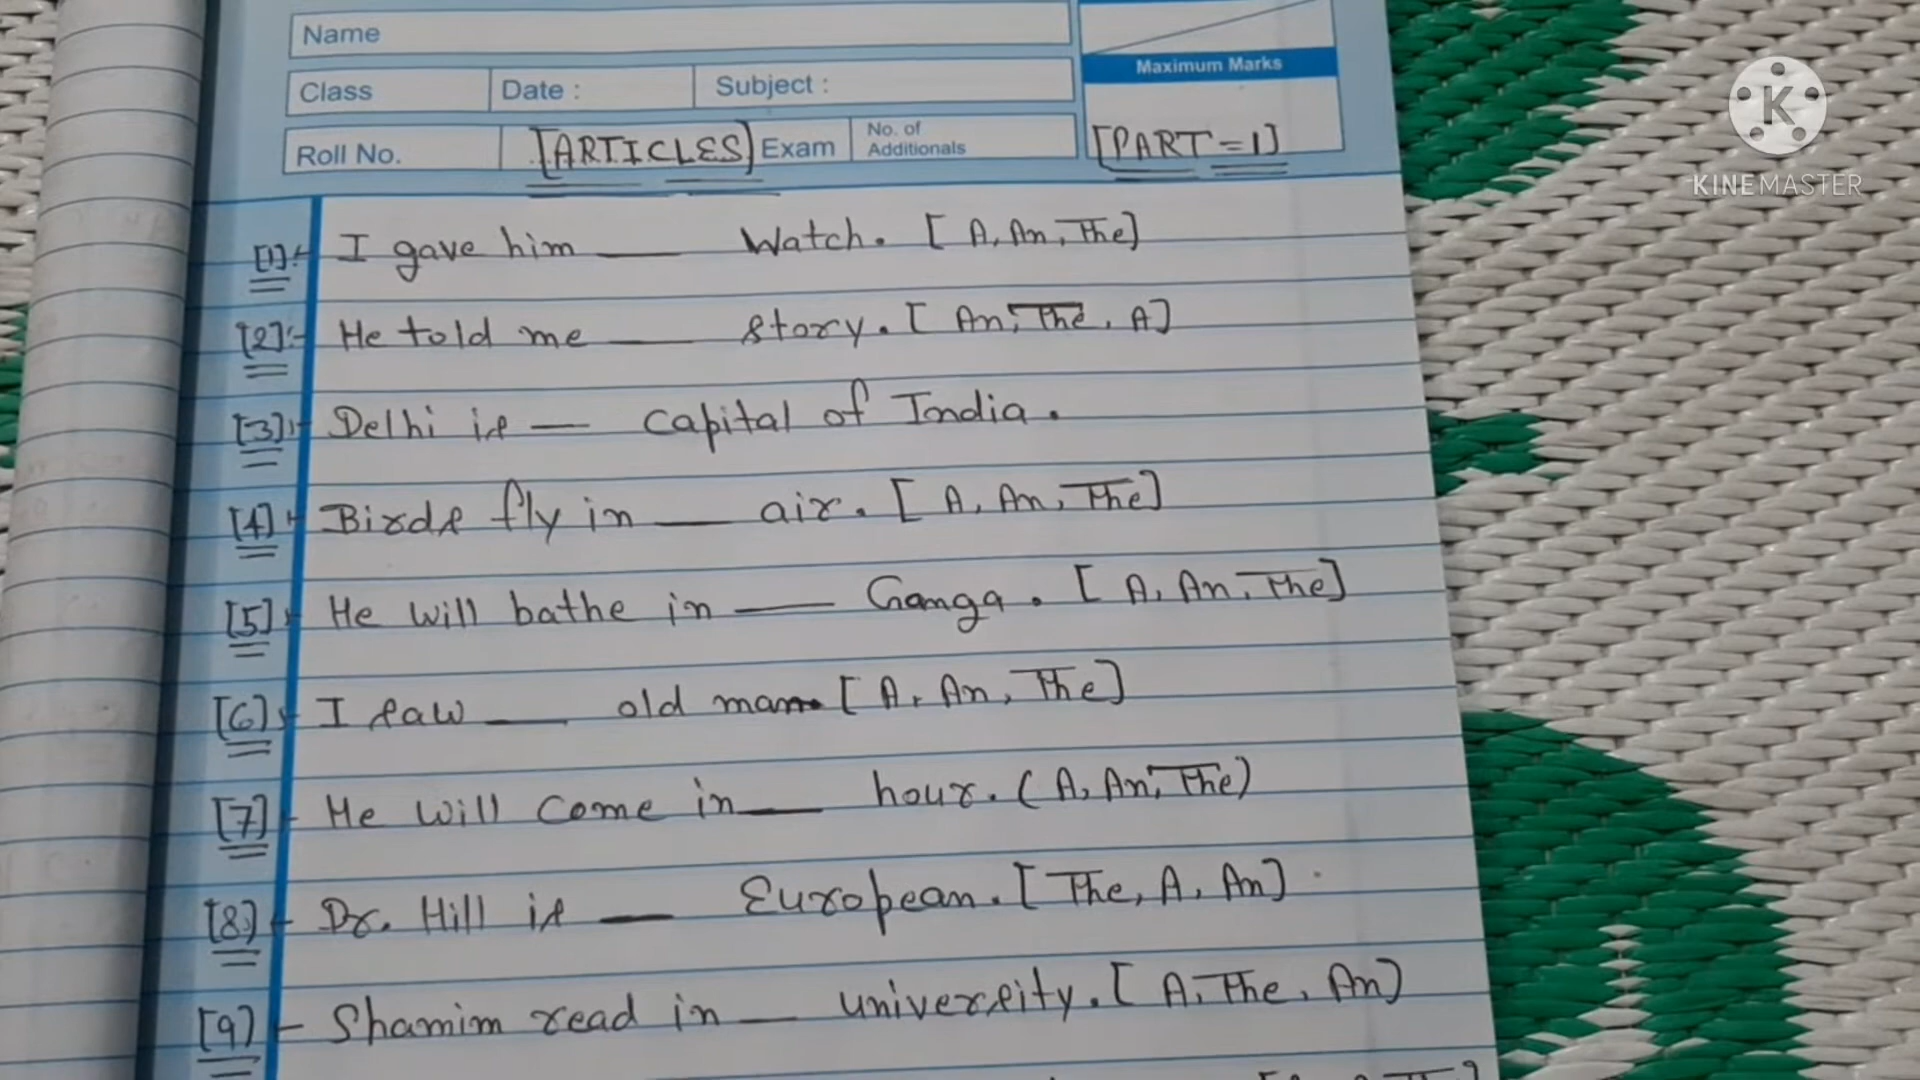 Name
Maximum Marks
Class Date : Subject :
Roll No. [ARTICLES] Exam No. of Additionals [PART=1]
KINEMASTER
[1]:- I gave him ___ Watch. [A, An, The]
[2]:- He told me ___ story. [An, The, A]
[3]:- Delhi is ___ capital of India.
[4]:- Birds fly in ___ air. [A, An, The]
[5]:- He will bathe in ___ Ganga. [A, An, The]
[6]:- I saw ___ old man [A, An, The]
[7]- He will come in ___ hour. (A, An, The)
[8]- Dr. Hill is ___ European. [The, A, An]
[9]- Shamim read in ___ university. [A, The, An]